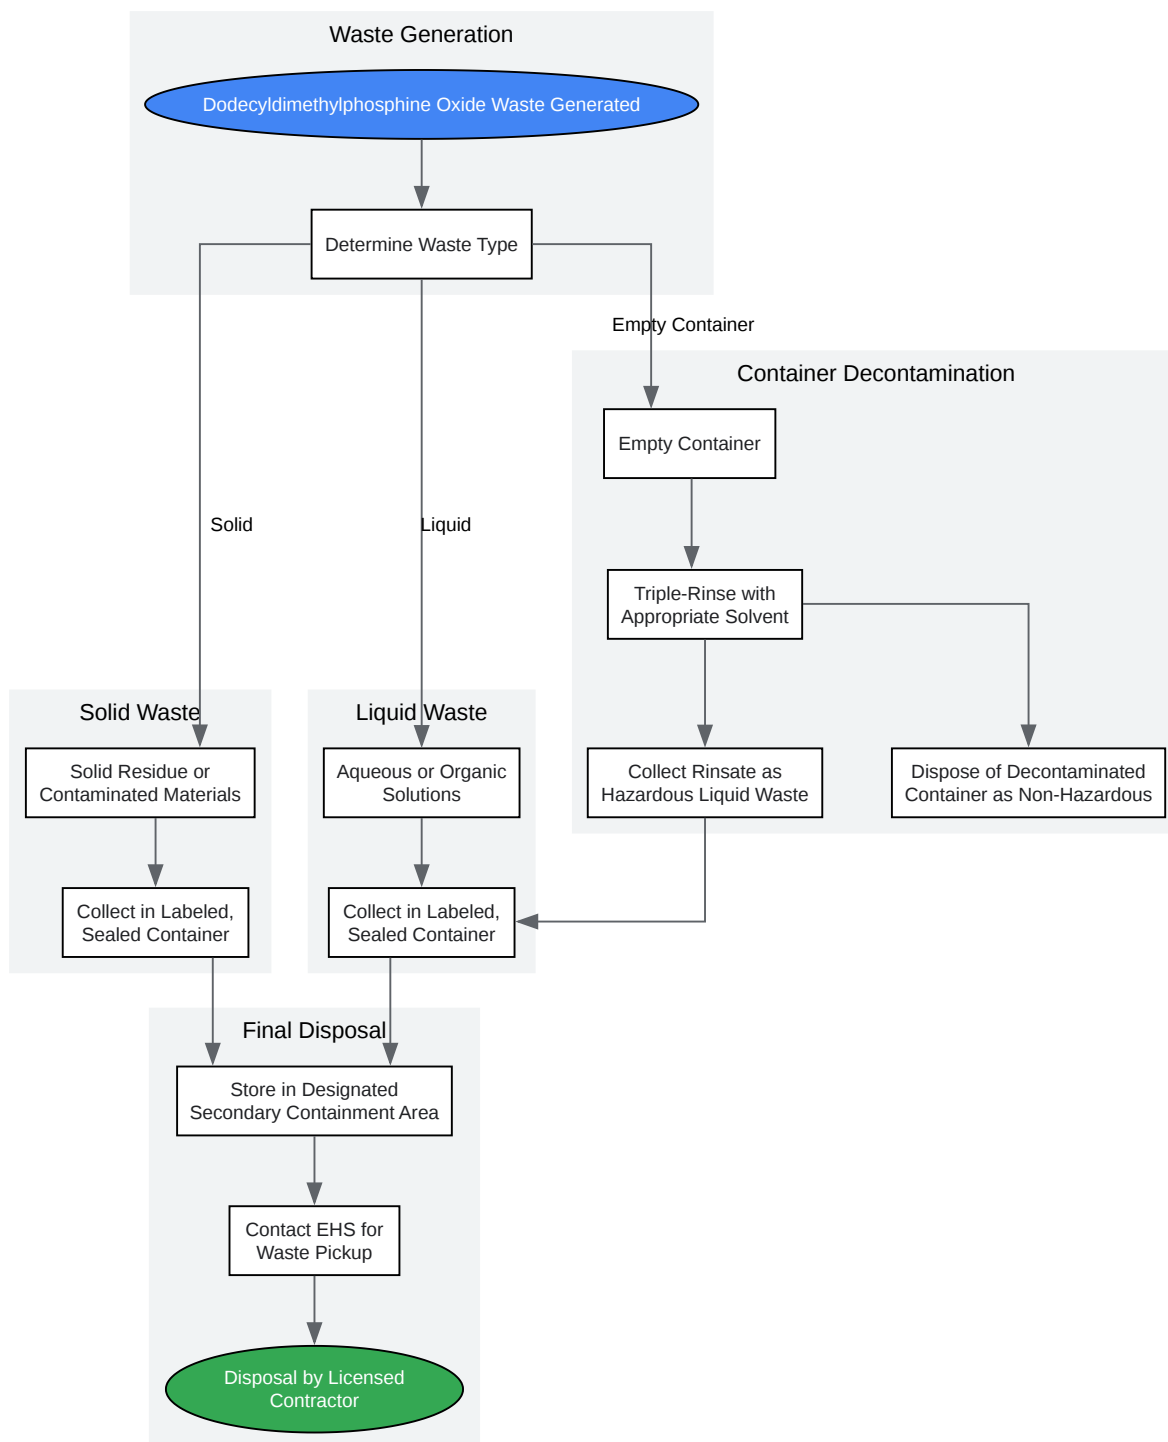 Waste Generation
Dodecyldimethylphosphine Oxide Waste Generated
Determine Waste Type
Empty Container
Container Decontamination
Empty Container
Solid
Liquid
Triple-Rinse with
Appropriate Solvent
Solid Waste
Liquid Waste
Solid Residue or
Contaminated Materials
Aqueous or Organic
Solutions
Collect Rinsate as
Hazardous Liquid Waste
Dispose of Decontaminated
Container as Non-Hazardous
Collect in Labeled,
Sealed Container
Collect in Labeled,
Sealed Container
Final Disposal
Store in Designated
Secondary Containment Area
Contact EHS for
Waste Pickup
Disposal by Licensed
Contractor